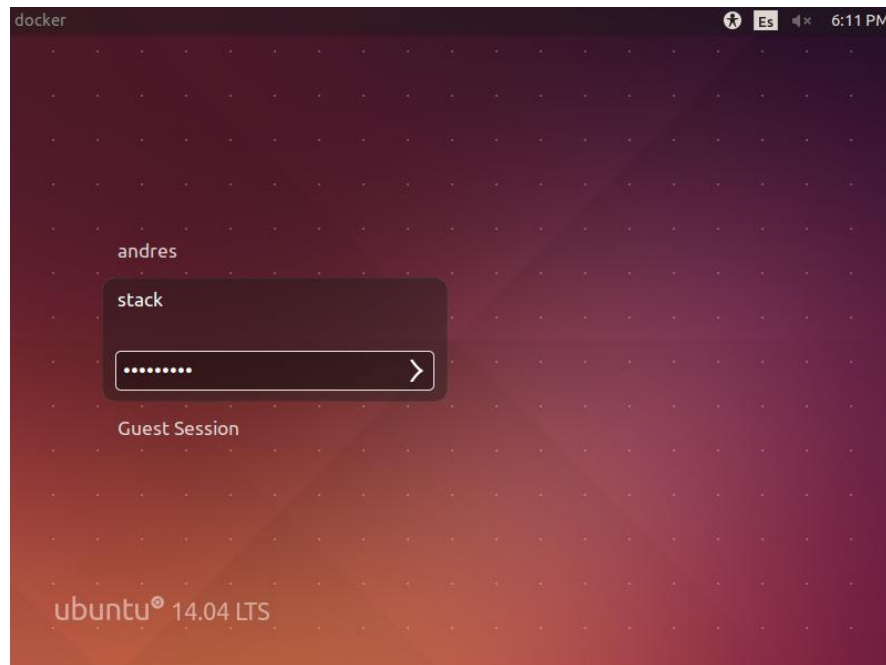 docker Es 6:11 PM
andres
stack
•••••••••
Guest Session
ubuntu® 14.04 LTS